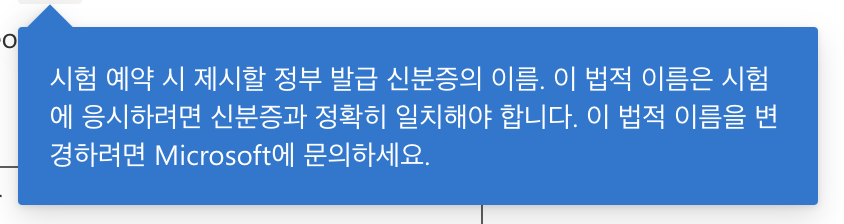 eo
시험 예약 시 제시할 정부 발급 신분증의 이름. 이 법적 이름은 시험
에 응시하려면 신분증과 정확히 일치해야 합니다. 이 법적 이름을 변
경하려면 Microsoft에 문의하세요.